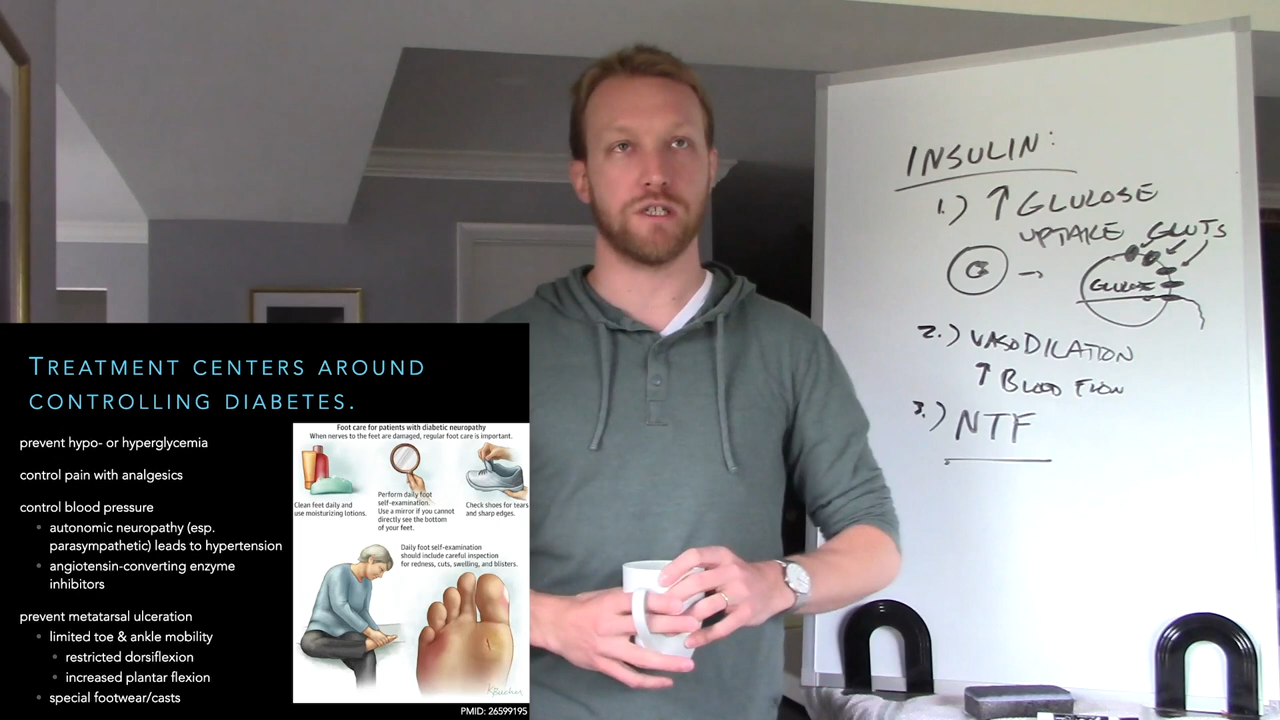 TREATMENT CENTERS AROUND
CONTROLLING DIABETES.
prevent hypo- or hyperglycemia
control pain with analgesics
control blood pressure
autonomic neuropathy (esp.
parasympathetic) leads to hypertension
angiotensin-converting enzyme
inhibitors
prevent metatarsal ulceration
limited toe & ankle mobility
restricted dorsiflexion
increased plantar flexion
special footwear/casts
Foot care for patients with diabetic neuropathy
When nerves to the feet are damaged, regular foot care is important.
Clean feet daily and
use moisturizing lotions.
Perform daily foot
self-examination.
Use a mirror if you cannot
directly see the bottom
of your feet.
Check shoes for tears
and sharp edges.
Daily foot self-examination
should include careful inspection
for redness, cuts, swelling, and blisters.
PMID: 26599195
INSULIN:
1.) ↑ GLUCOSE
UPTAKE GLUTS
G → GLUCOSE
2.) VASODILATION
↑ BLOOD FLOW
3.) NTF